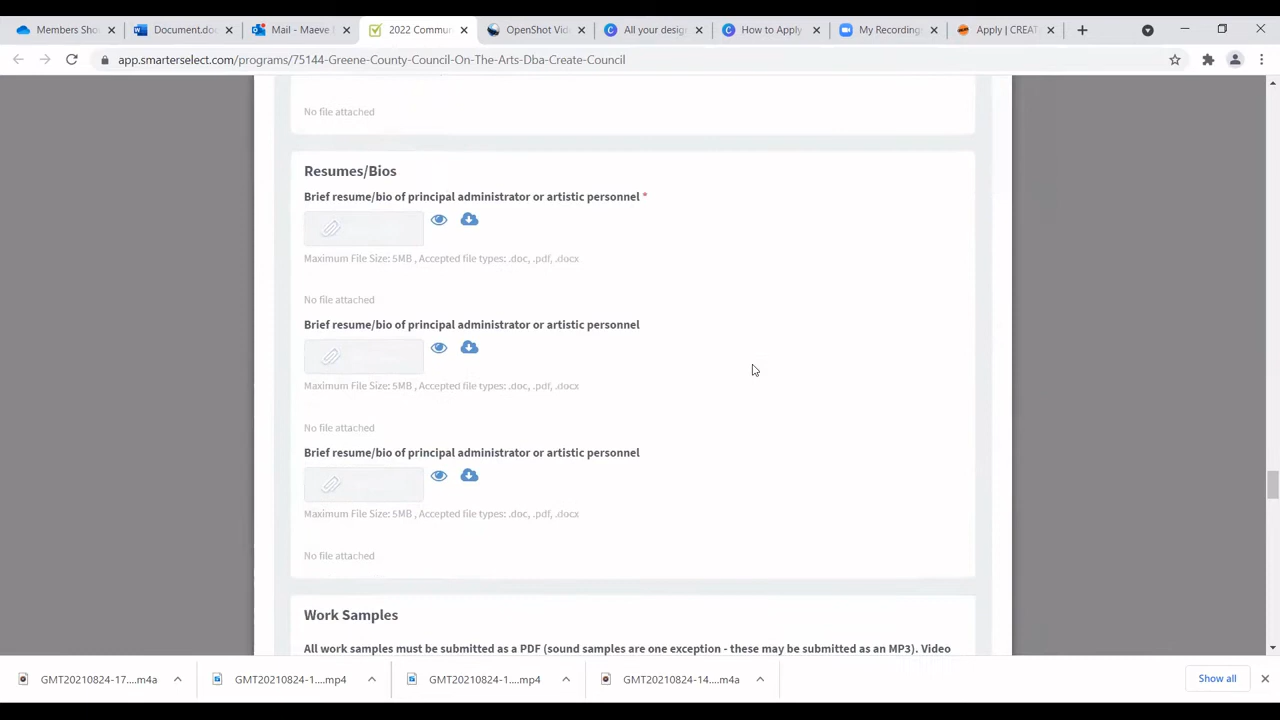 Members Sho
Document.doc
Mail - Maeve
2022 Commu
OpenShot Vid
All your desig
How to Apply
My Recording
Apply | CREAT
app.smarterselect.com/programs/75144-Greene-County-Council-On-The-Arts-Dba-Create-Council
No file attached
Resumes/Bios
Brief resume/bio of principal administrator or artistic personnel *
Maximum File Size: 5MB , Accepted file types: .doc, .pdf, .docx
No file attached
Brief resume/bio of principal administrator or artistic personnel
Maximum File Size: 5MB , Accepted file types: .doc, .pdf, .docx
No file attached
Brief resume/bio of principal administrator or artistic personnel
Maximum File Size: 5MB , Accepted file types: .doc, .pdf, .docx
No file attached
Work Samples
All work samples must be submitted as a PDF (sound samples are one exception - these may be submitted as an MP3). Video
GMT20210824-17....m4a
GMT20210824-1....mp4
GMT20210824-1....mp4
GMT20210824-14....m4a
Show all